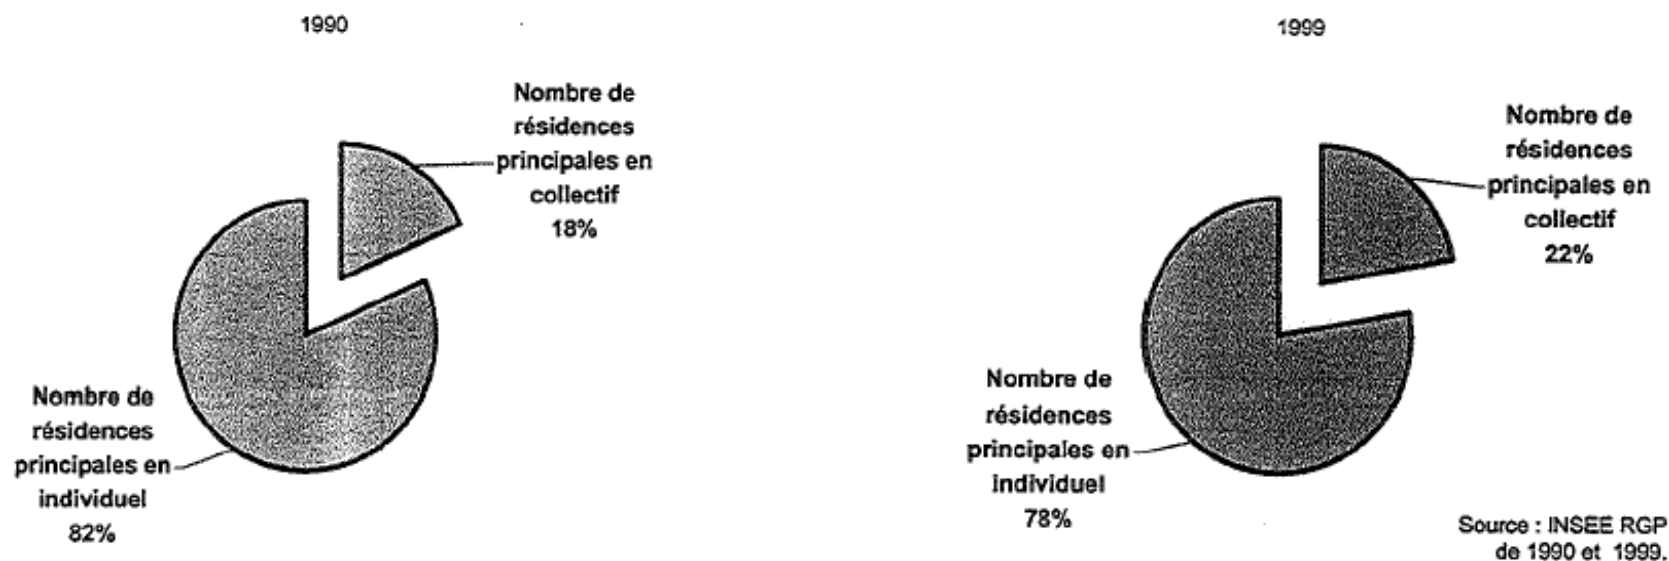 1990
Nombre de
résidences
principales en
collectif
18%
Nombre de
résidences
principales en
individuel
82%
1999
Nombre de
résidences
principales en
collectif
22%
Nombre de
résidences
principales en
individuel
78%
Source : INSEE RGP
de 1990 et 1999.